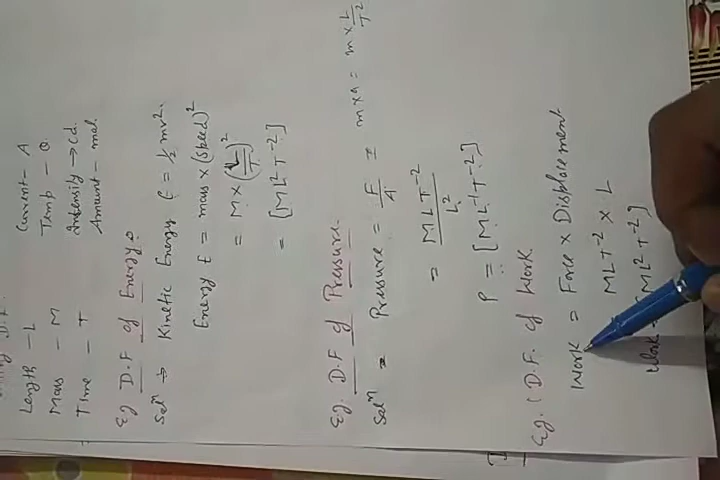 Length - L Current - A
Mass - M Temp - Q
Time - T Intensity → Cd.
Amount - mol
Eg D.F of Energy
Solⁿ ⇒ Kinetic Energy E = 1/2 mv².
Energy E = mass × (Speed)²
= M × (L/T)²
= [ML²T⁻²]
Eg. D.F of Pressure.
Solⁿ = Pressure = F/A = m×a = m × L/T²
= MLT⁻²/L²
P = [ML⁻¹T⁻²]
Eg. (D.F. of Work.
Work = Force × Displacement
MLT⁻² × L
Work = [ML²T⁻²]